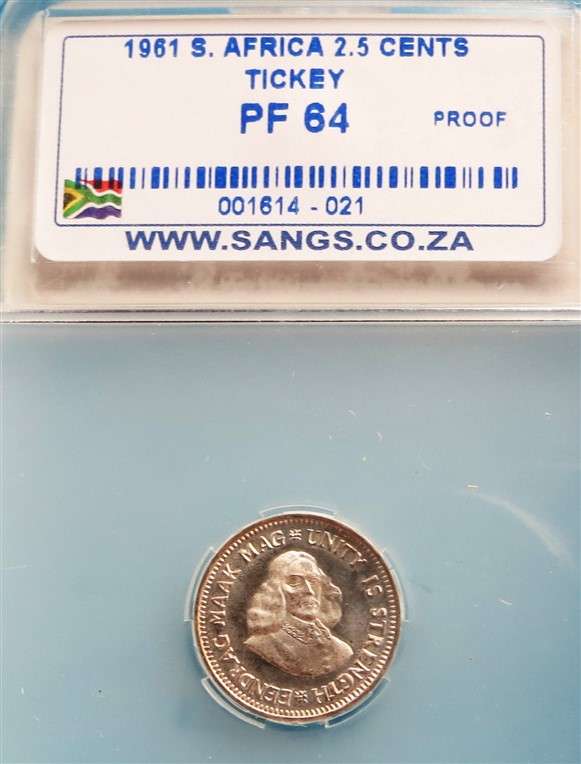 1961 S. AFRICA 2.5 CENTS
TICKEY
PF 64 PROOF
001614 - 021
WWW.SANGS.CO.ZA
EENDRAG MAAK MAG * UNITY IS STRENGTH *